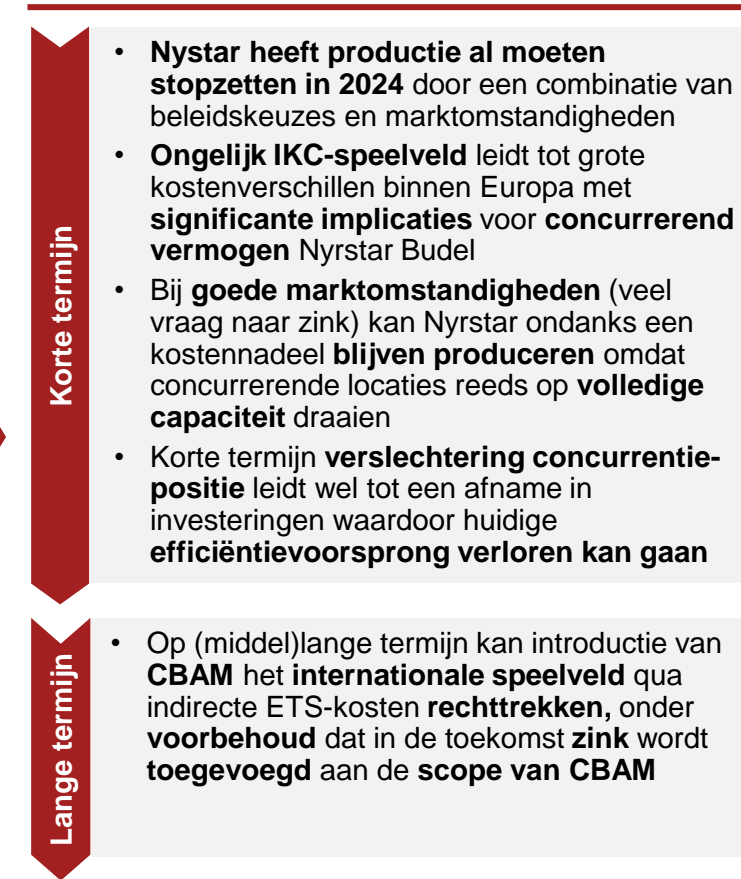 Korte termijn
• Nystar heeft productie al moeten
stopzetten in 2024 door een combinatie van
beleidskeuzes en marktomstandigheden
• Ongelijk IKC-speelveld leidt tot grote
kostenverschillen binnen Europa met
significante implicaties voor concurrerend
vermogen Nyrstar Budel
• Bij goede marktomstandigheden (veel
vraag naar zink) kan Nyrstar ondanks een
kostennadeel blijven produceren omdat
concurrerende locaties reeds op volledige
capaciteit draaien
• Korte termijn verslechtering concurrentie-
positie leidt wel tot een afname in
investeringen waardoor huidige
efficiëntievoorsprong verloren kan gaan
Lange termijn
• Op (middel)lange termijn kan introductie van
CBAM het internationale speelveld qua
indirecte ETS-kosten rechttrekken, onder
voorbehoud dat in de toekomst zink wordt
toegevoegd aan de scope van CBAM